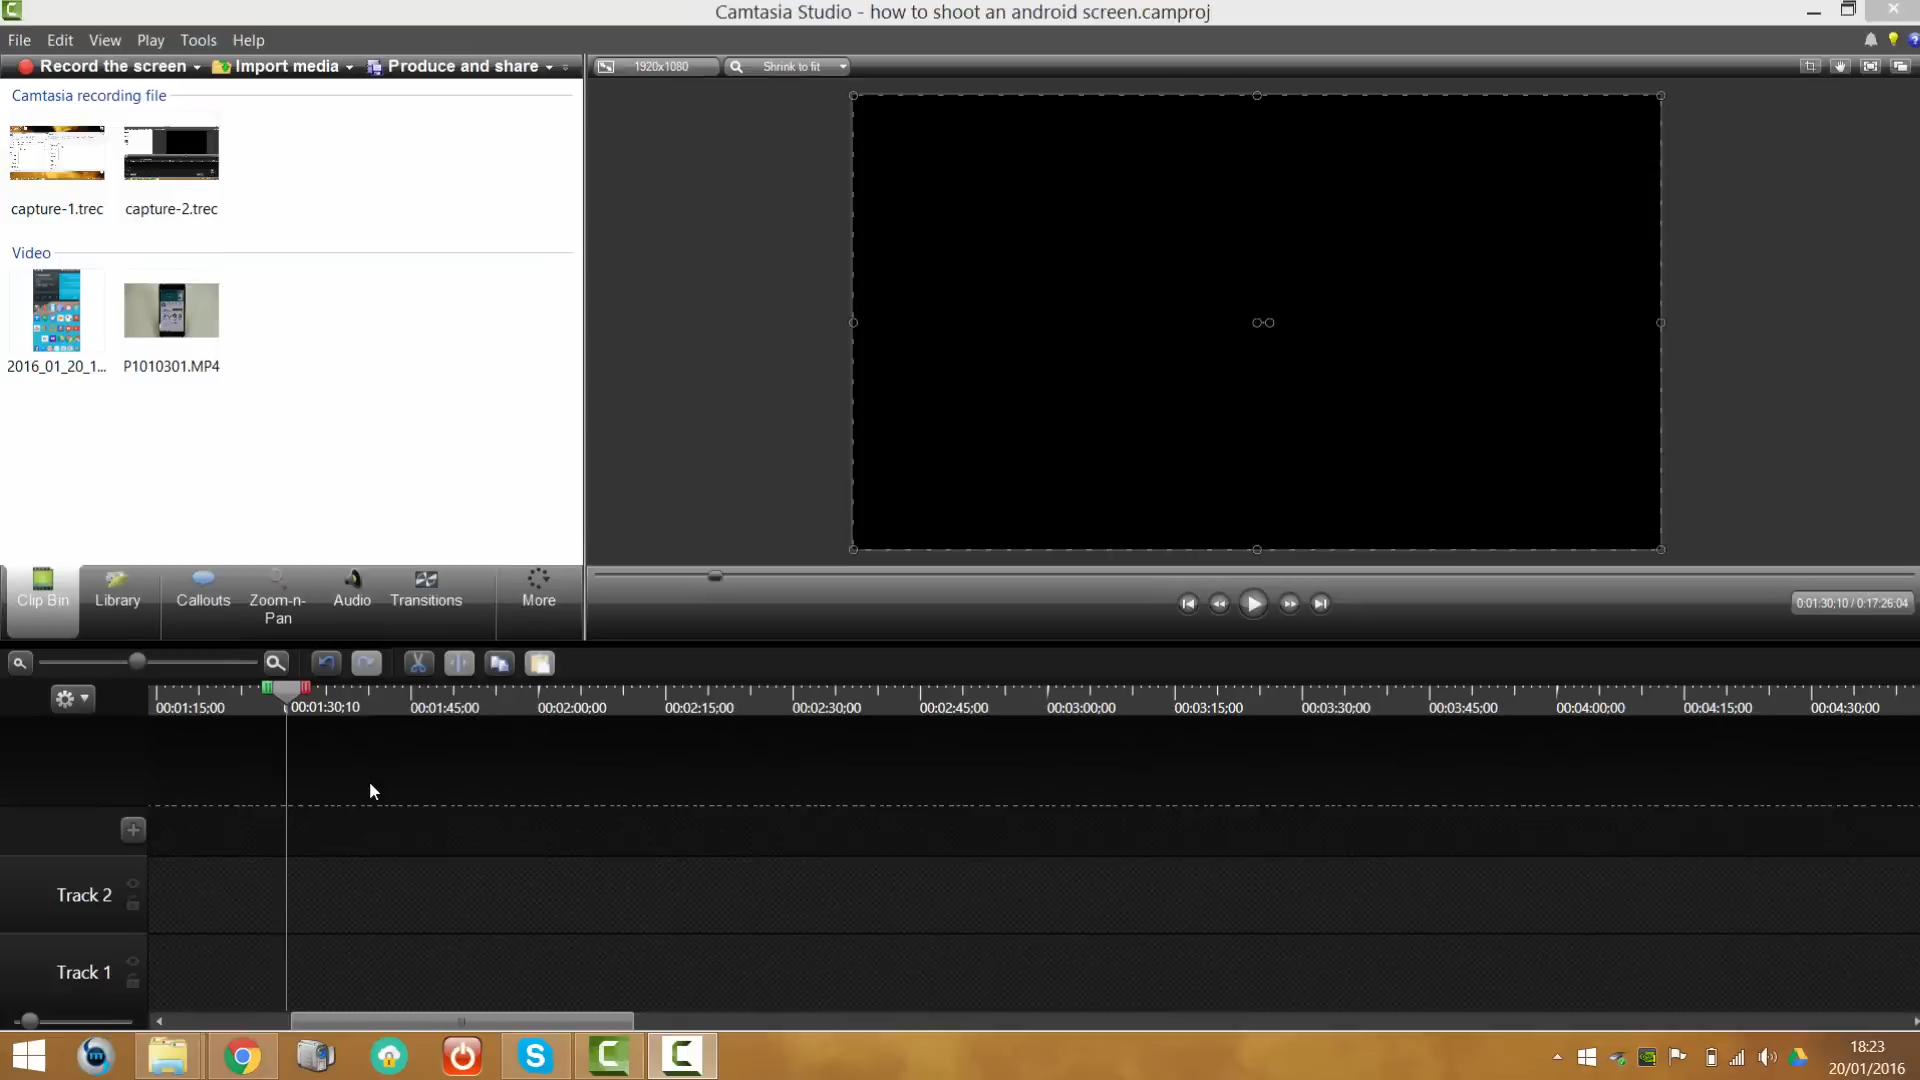 Camtasia Studio - how to shoot an android screen.camproj
File Edit View Play Tools Help
Record the screen Import media Produce and share
1920x1080 Shrink to fit
Camtasia recording file
capture-1.trec capture-2.trec
Video
2016_01_20_1... P1010301.MP4
Clip Bin Library Callouts Zoom-n-Pan Audio Transitions More
0:01:30;10 / 0:17:26;04
00:01:15;00 00:01:30;10 00:01:45;00 00:02:00;00 00:02:15;00 00:02:30;00 00:02:45;00 00:03:00;00 00:03:15;00 00:03:30;00 00:03:45;00 00:04:00;00 00:04:15;00 00:04:30;00
Track 2
Track 1
18:23
20/01/2016